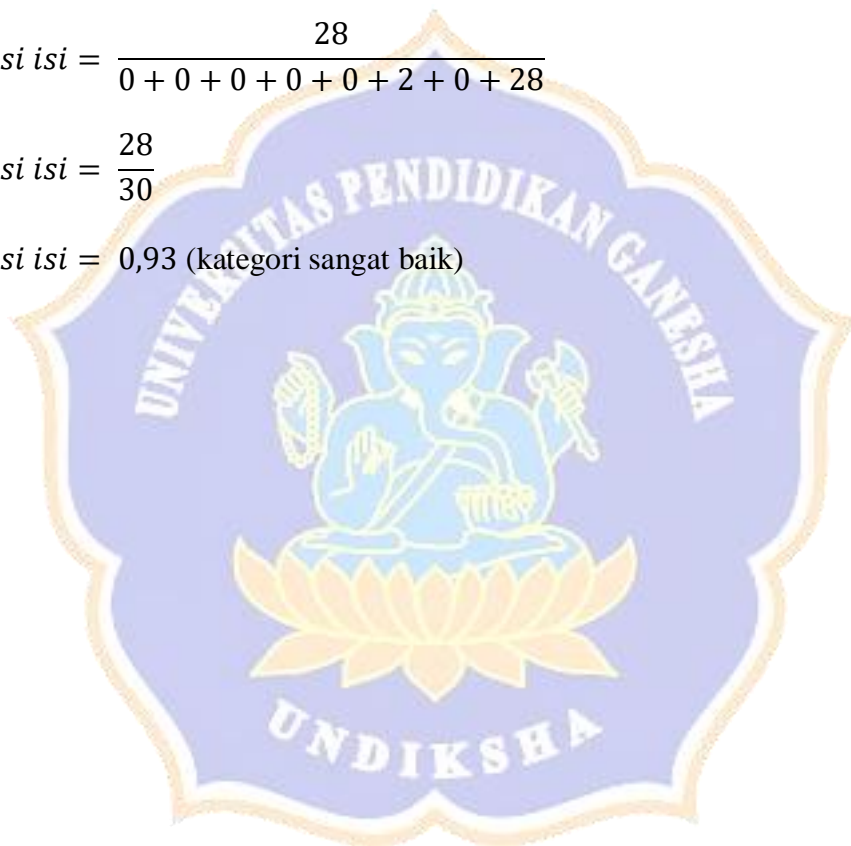 si isi = 28 / 0 + 0 + 0 + 0 + 0 + 2 + 0 + 28
si isi = 28 / 30
si isi = 0,93 (kategori sangat baik)
UNIVERSITAS PENDIDIKAN GANESHA
UNDIKSHA